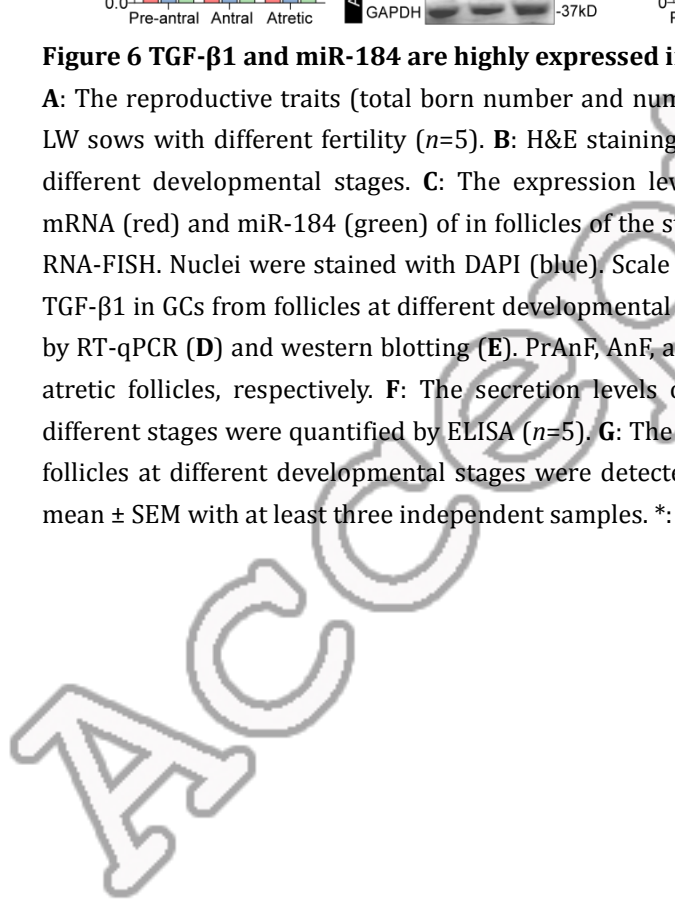 0.0
Pre-antral Antral Atretic
GAPDH -37kD
Figure 6 TGF-β1 and miR-184 are highly expressed
A: The reproductive traits (total born number and
LW sows with different fertility (n=5). B: H&E staining
different developmental stages. C: The expression
mRNA (red) and miR-184 (green) of in follicles of the
RNA-FISH. Nuclei were stained with DAPI (blue). Scale
TGF-β1 in GCs from follicles at different developmental
by RT-qPCR (D) and western blotting (E). PrAnF, AnF,
atretic follicles, respectively. F: The secretion levels
different stages were quantified by ELISA (n=5). G: The
follicles at different developmental stages were
mean ± SEM with at least three independent samples. *:
Accep